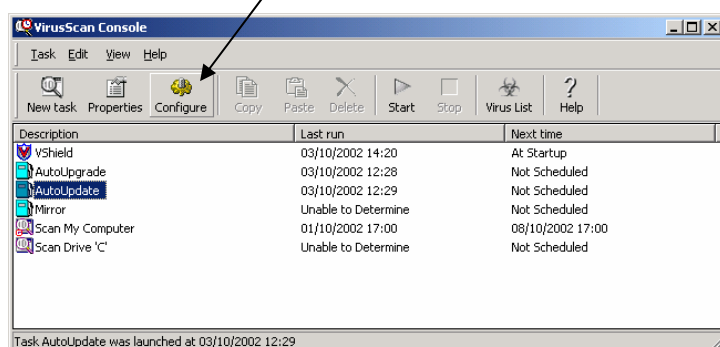 VirusScan Console
Task Edit View Help
New task Properties Configure Copy Paste Delete Start Stop Virus List Help
Description Last run Next time
VShield 03/10/2002 14:20 At Startup
AutoUpgrade 03/10/2002 12:28 Not Scheduled
AutoUpdate 03/10/2002 12:29 Not Scheduled
Mirror Unable to Determine Not Scheduled
Scan My Computer 01/10/2002 17:00 08/10/2002 17:00
Scan Drive 'C' Unable to Determine Not Scheduled
Task AutoUpdate was launched at 03/10/2002 12:29